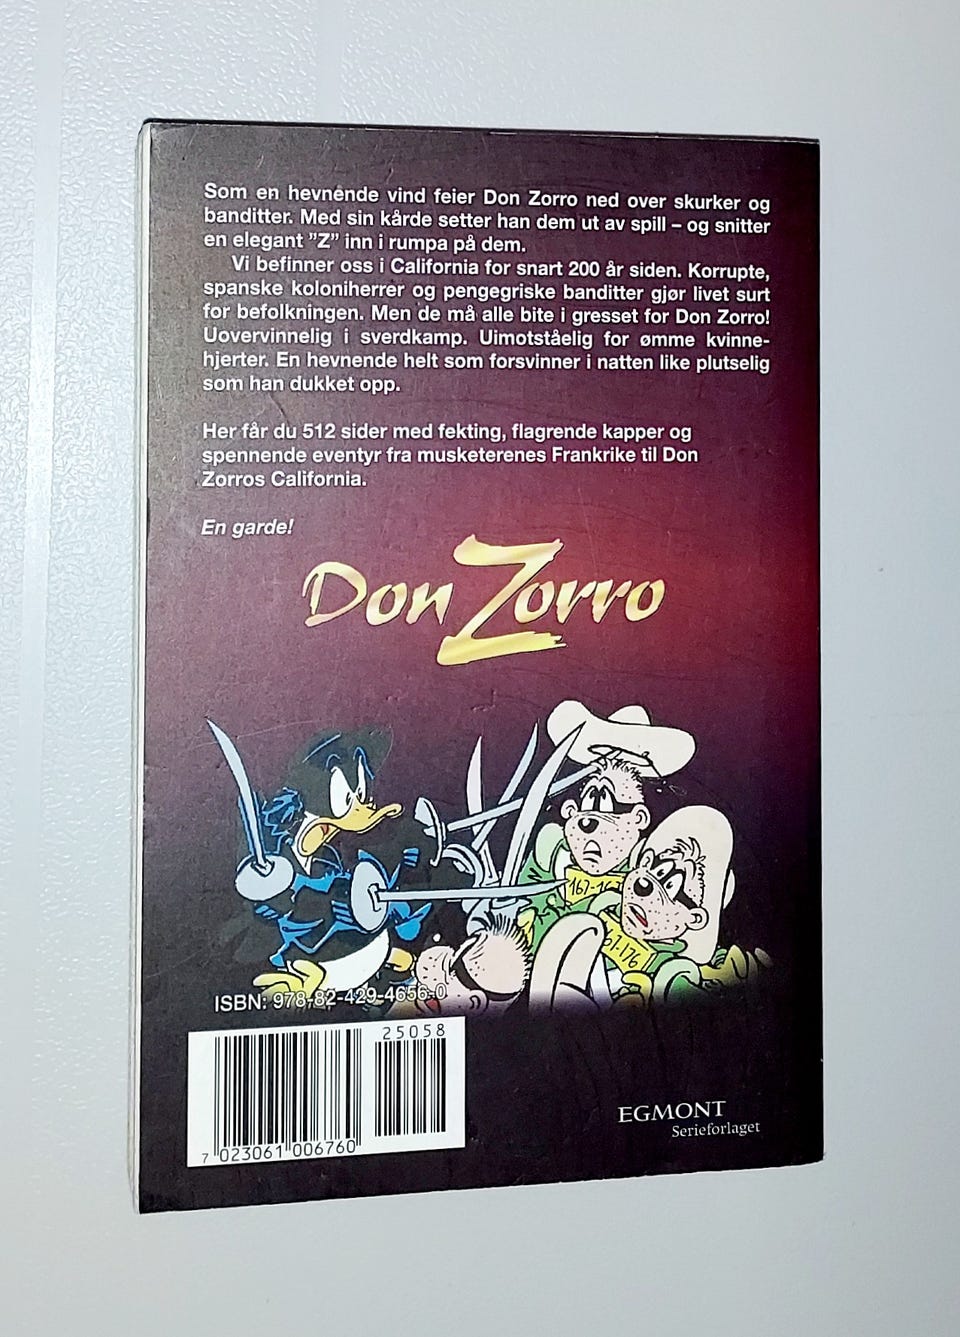 Som en hevnende vind feier Don Zorro ned over skurker og
banditter. Med sin kårde setter han dem ut av spill – og snitter
en elegant ”Z” inn i rumpa på dem.
Vi befinner oss i California for snart 200 år siden. Korrupte,
spanske koloniherrer og pengegriske banditter gjør livet surt
for befolkningen. Men de må alle bite i gresset for Don Zorro!
Uovervinnelig i sverdkamp. Uimotståelig for ømme kvinne-
hjerter. En hevnende helt som forsvinner i natten like plutselig
som han dukket opp.
Her får du 512 sider med fekting, flagrende kapper og
spennende eventyr fra musketerenes Frankrike til Don
Zorros California.
En garde!
Don Zorro
167-1
67-176
ISBN: 978-82-429-4656-0
25058
7 023061 006760
EGMONT
Serieforlaget